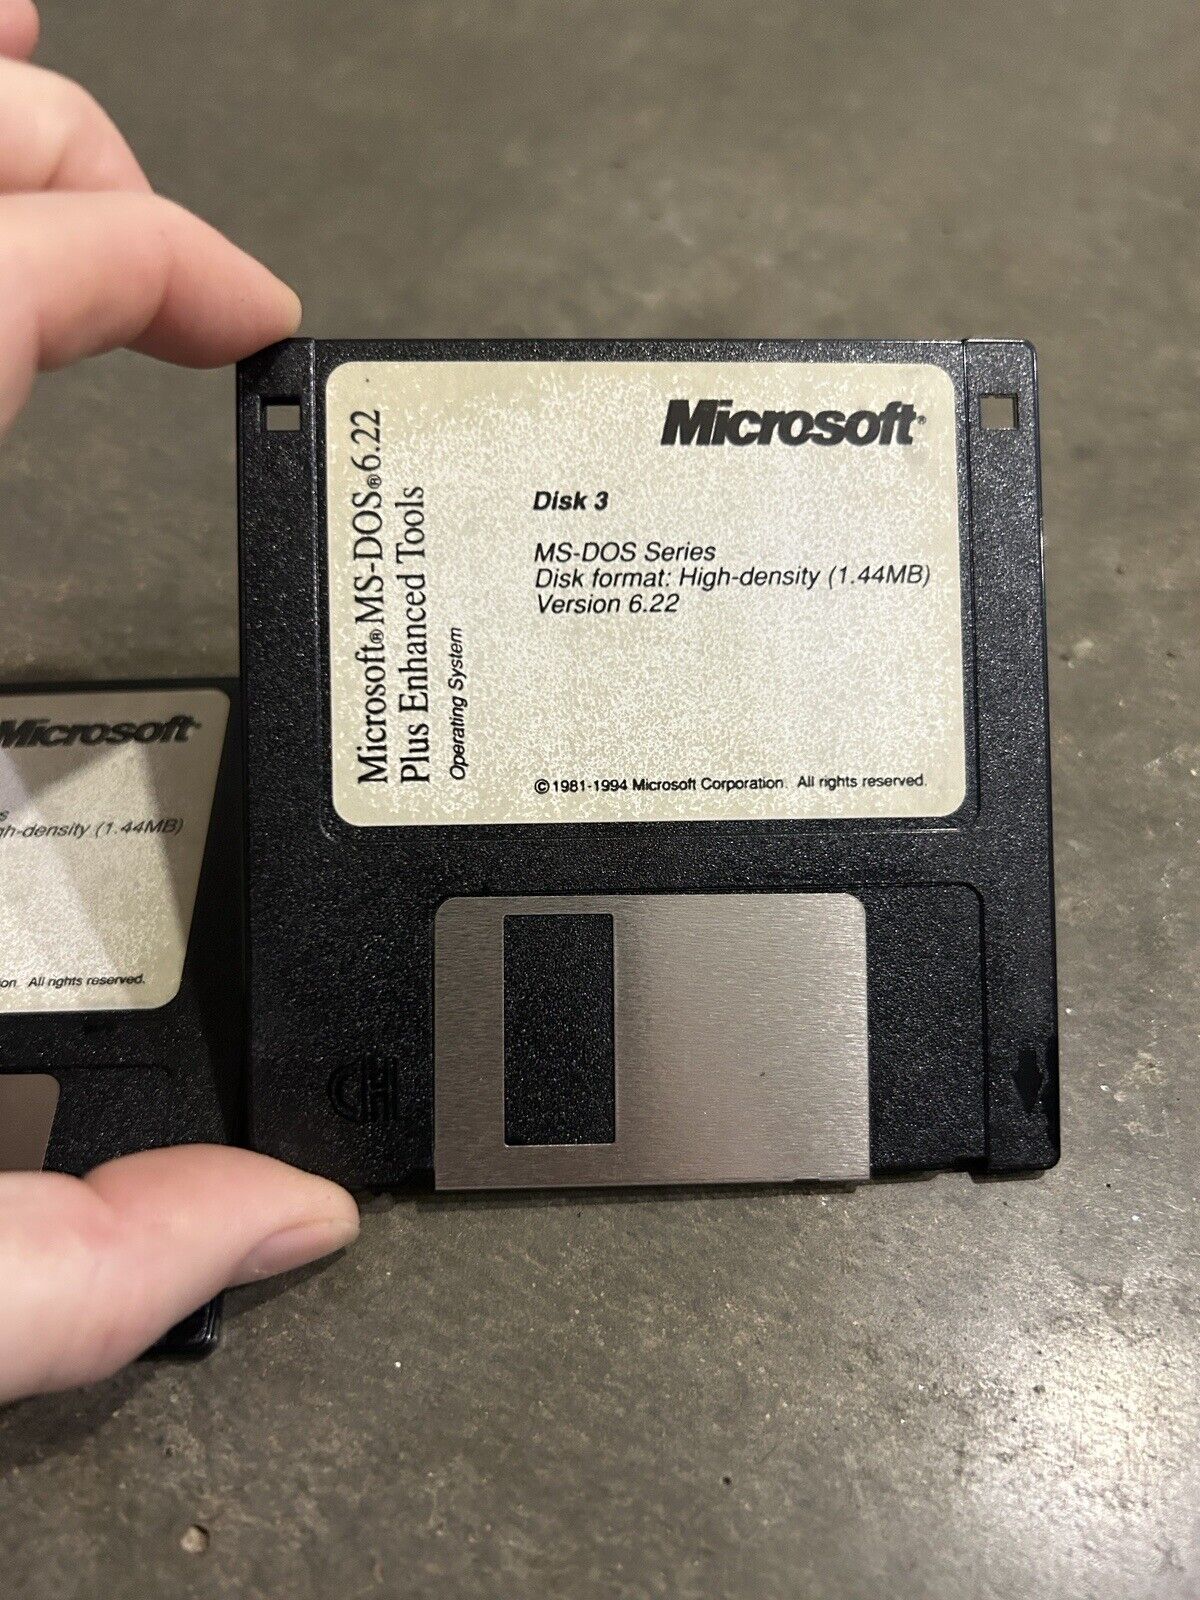 Microsoft® MS-DOS® 6.22
Plus Enhanced Tools
Operating System
Microsoft®
Disk 3
MS-DOS Series
Disk format: High-density (1.44MB)
Version 6.22
©1981-1994 Microsoft Corporation. All rights reserved.
Microsoft
(1.44MB)
All rights reserved.